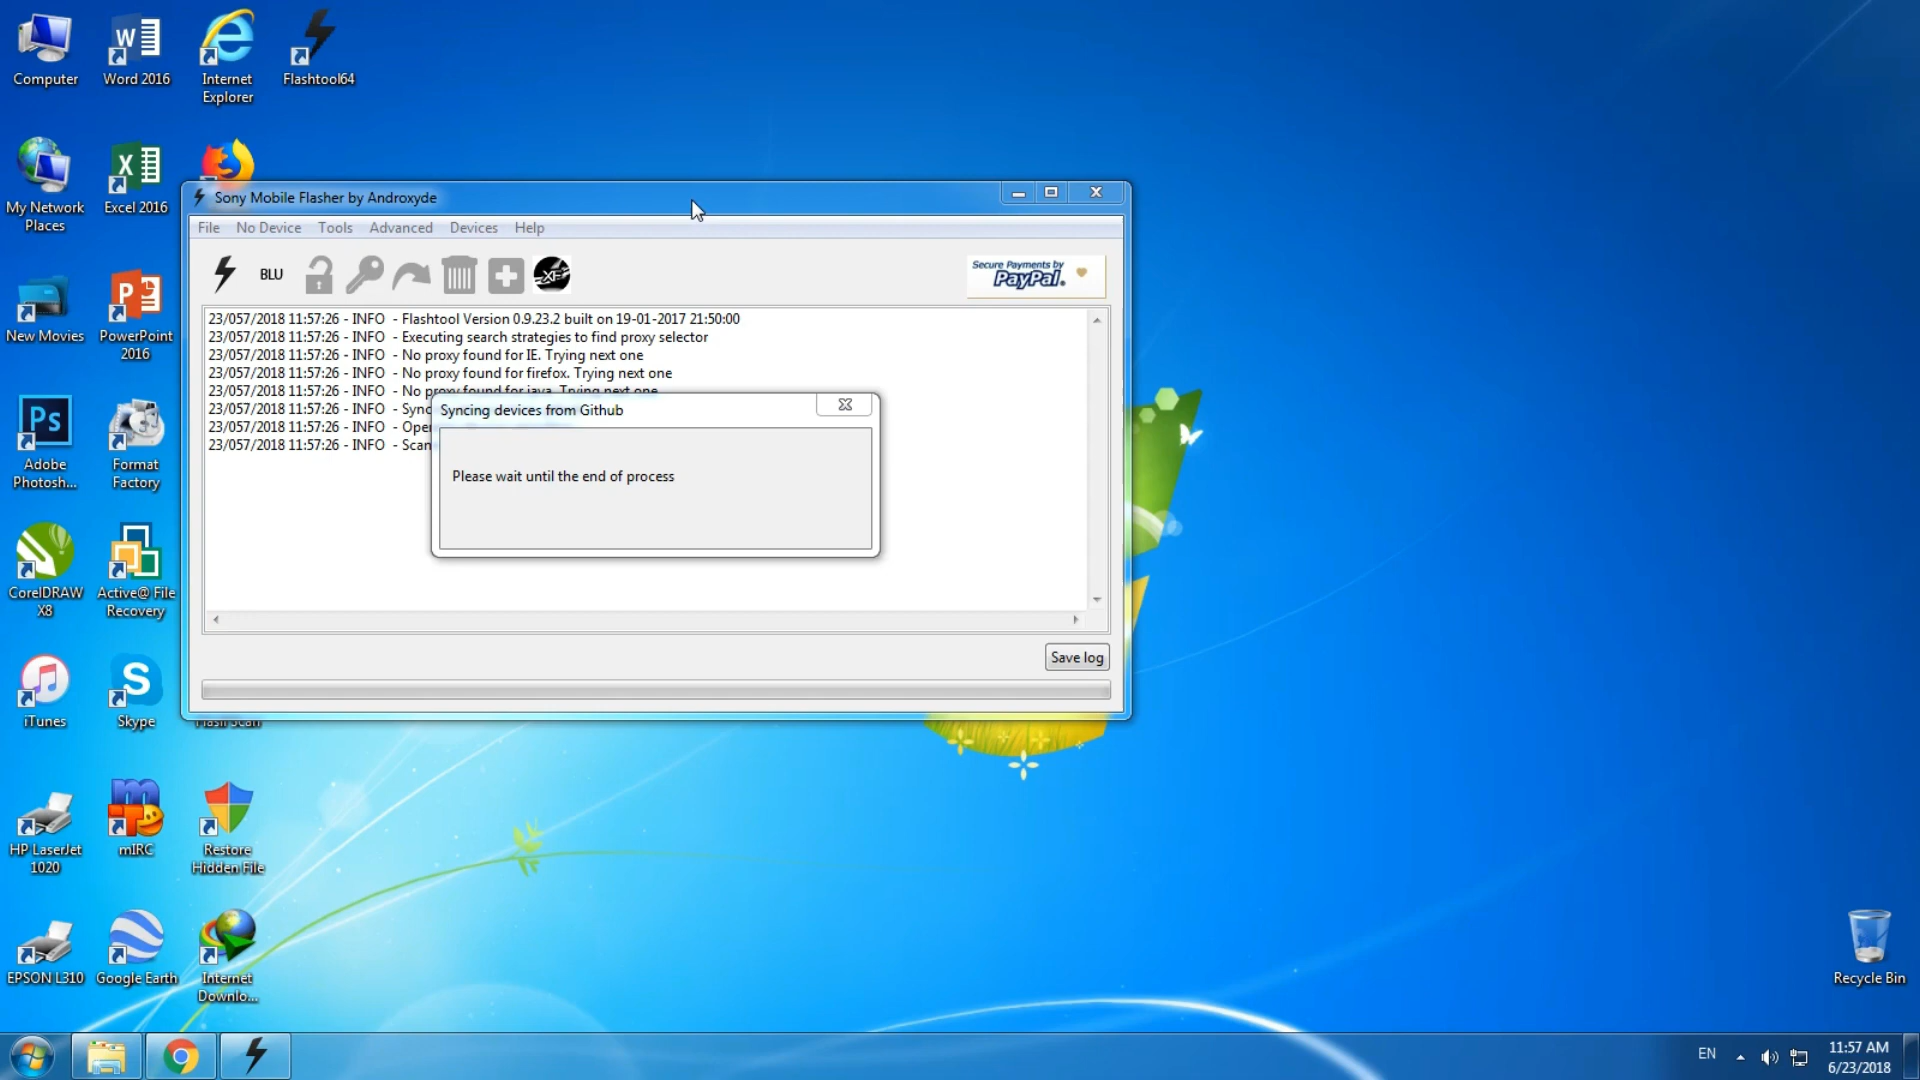 Computer
Word 2016
Internet
Explorer
Flashtool64
My Network
Places
Excel 2016
New Movies
PowerPoint
2016
Adobe
Photosh...
Format
Factory
CorelDRAW
X8
Active@ File
Recovery
iTunes
Skype
HP LaserJet
1020
mIRC
Restore
Hidden File
EPSON L310
Google Earth
Internet
Downlo...
Sony Mobile Flasher by Androxyde
File No Device Tools Advanced Devices Help
BLU
XF
Secure Payments by
PayPal.
23/057/2018 11:57:26 - INFO - Flashtool Version 0.9.23.2 built on 19-01-2017 21:50:00
23/057/2018 11:57:26 - INFO - Executing search strategies to find proxy selector
23/057/2018 11:57:26 - INFO - No proxy found for IE. Trying next one
23/057/2018 11:57:26 - INFO - No proxy found for firefox. Trying next one
23/057/2018 11:57:26 - INFO - No proxy found for java. Trying next one
23/057/2018 11:57:26 - INFO - Sync
23/057/2018 11:57:26 - INFO - Ope
23/057/2018 11:57:26 - INFO - Scan
Syncing devices from Github
Please wait until the end of process
Save log
Recycle Bin
EN
11:57 AM
6/23/2018